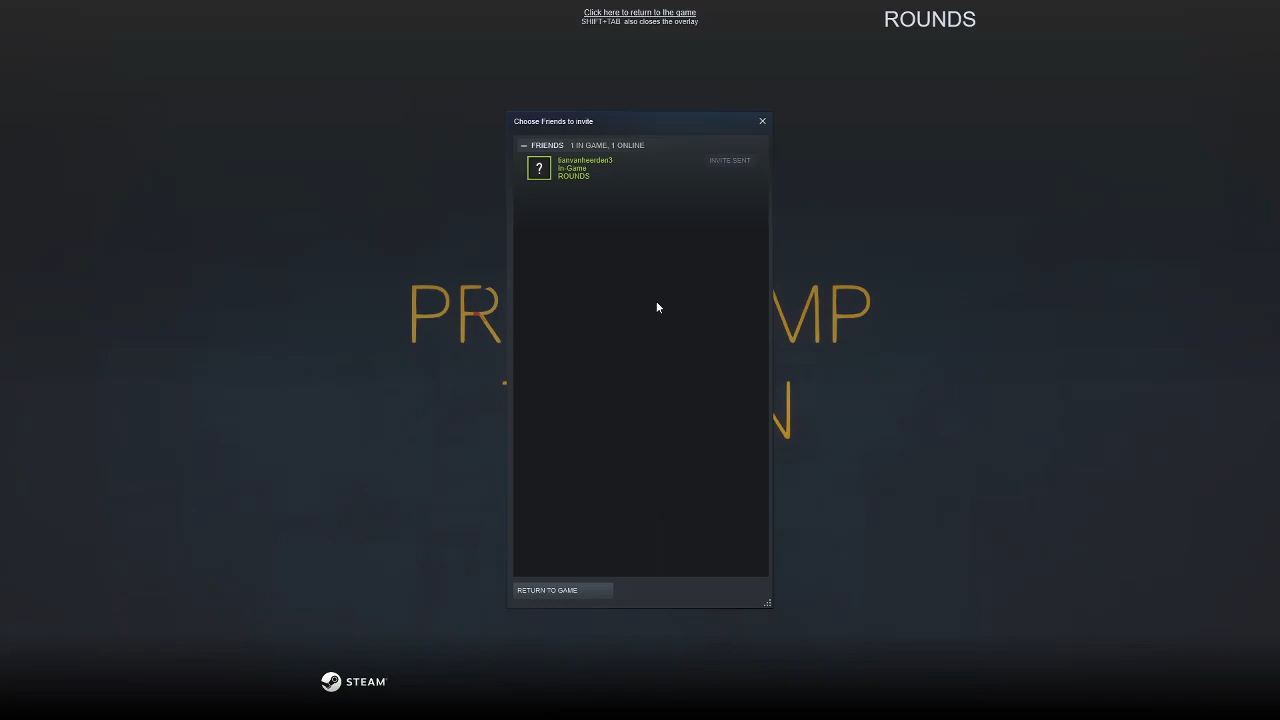 Click here to return to the game
SHIFT+TAB also closes the overlay
ROUNDS
Choose Friends to invite
FRIENDS 1 IN GAME, 1 ONLINE
tianvanheerden3
INVITE SENT
In-Game
ROUNDS
PR MP
N
RETURN TO GAME
STEAM